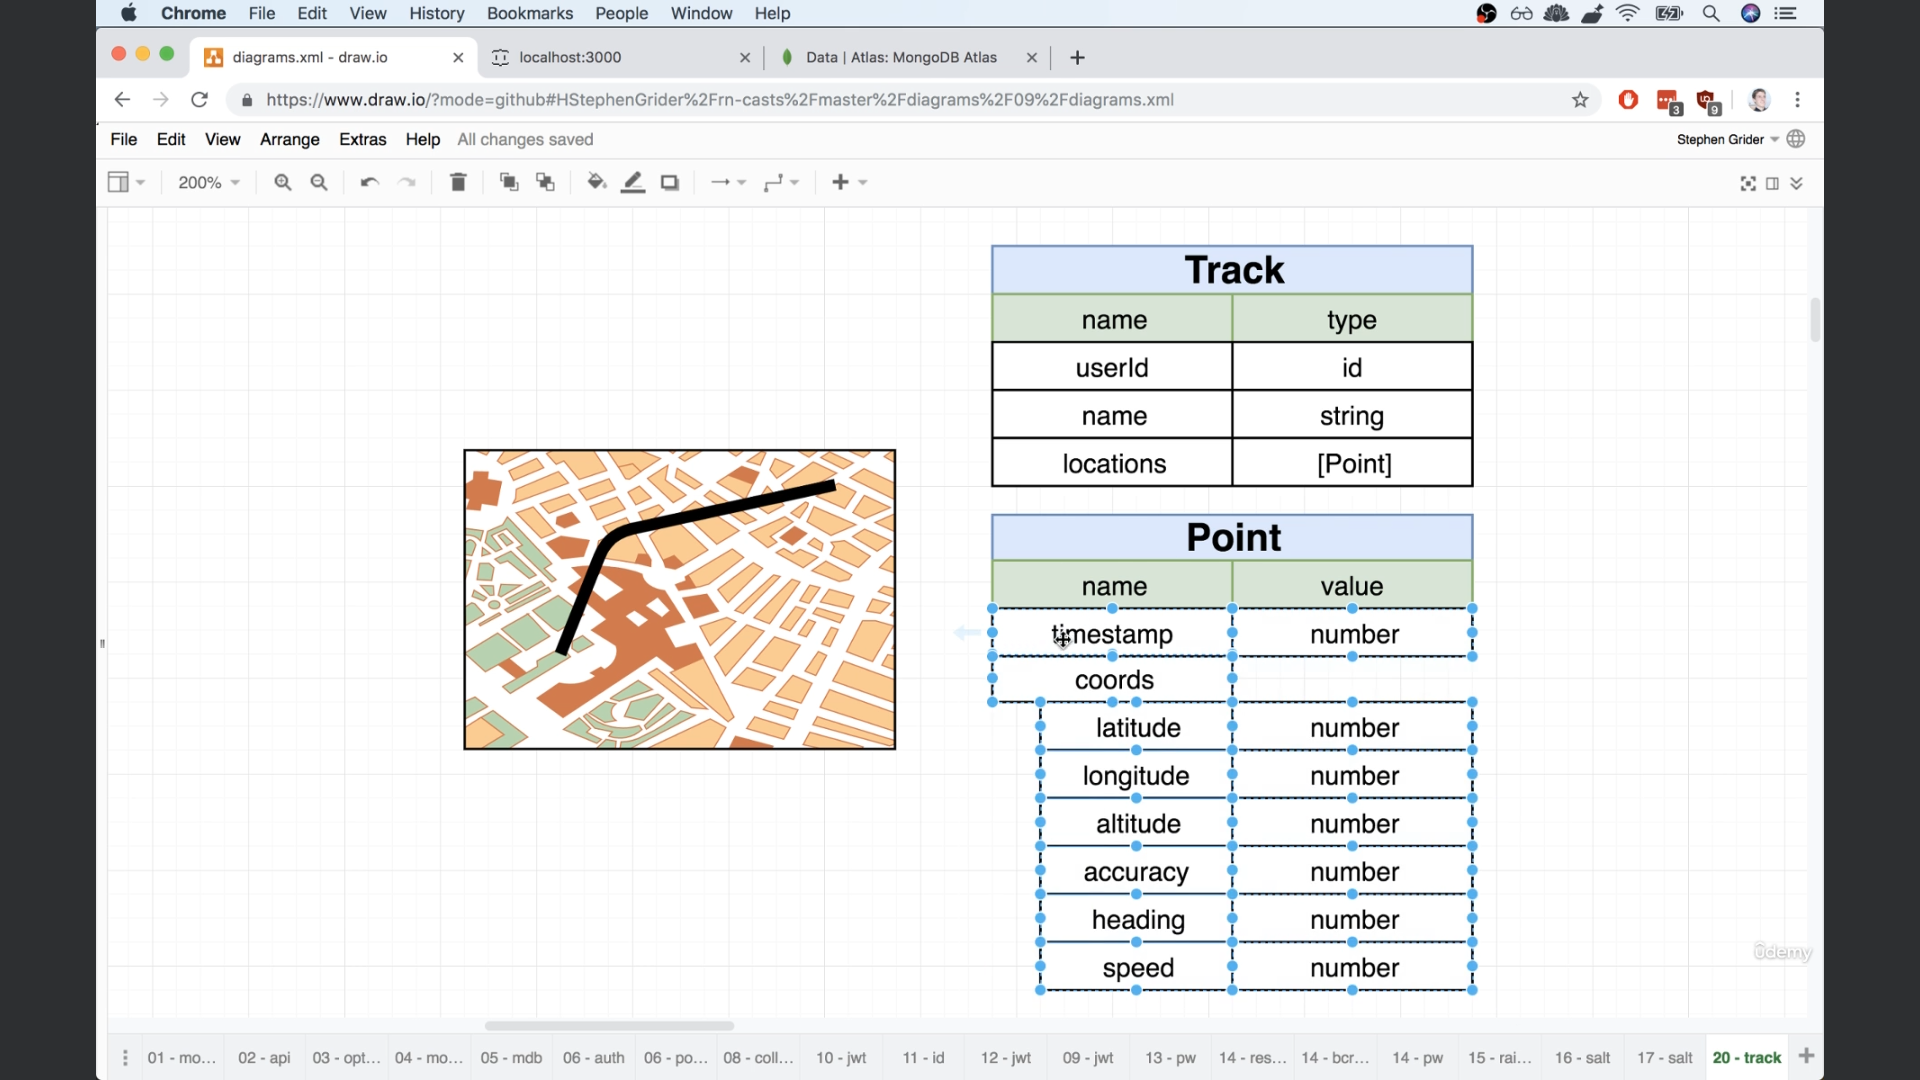 Chrome File Edit View History Bookmarks People Window Help
diagrams.xml - draw.io
localhost:3000
Data | Atlas: MongoDB Atlas
https://www.draw.io/?mode=github#HStephenGrider%2Frn-casts%2Fmaster%2Fdiagrams%2F09%2Fdiagrams.xml
3
9
File Edit View Arrange Extras Help All changes saved
Stephen Grider
200%
Track
name type
userId id
name string
locations [Point]
Point
name value
timestamp number
coords
latitude number
longitude number
altitude number
accuracy number
heading number
speed number
ûdemy
01 - mo... 02 - api 03 - opt... 04 - mo... 05 - mdb 06 - auth 06 - po... 08 - coll... 10 - jwt 11 - id 12 - jwt 09 - jwt 13 - pw 14 - res... 14 - bcr... 14 - pw 15 - rai... 16 - salt 17 - salt 20 - track